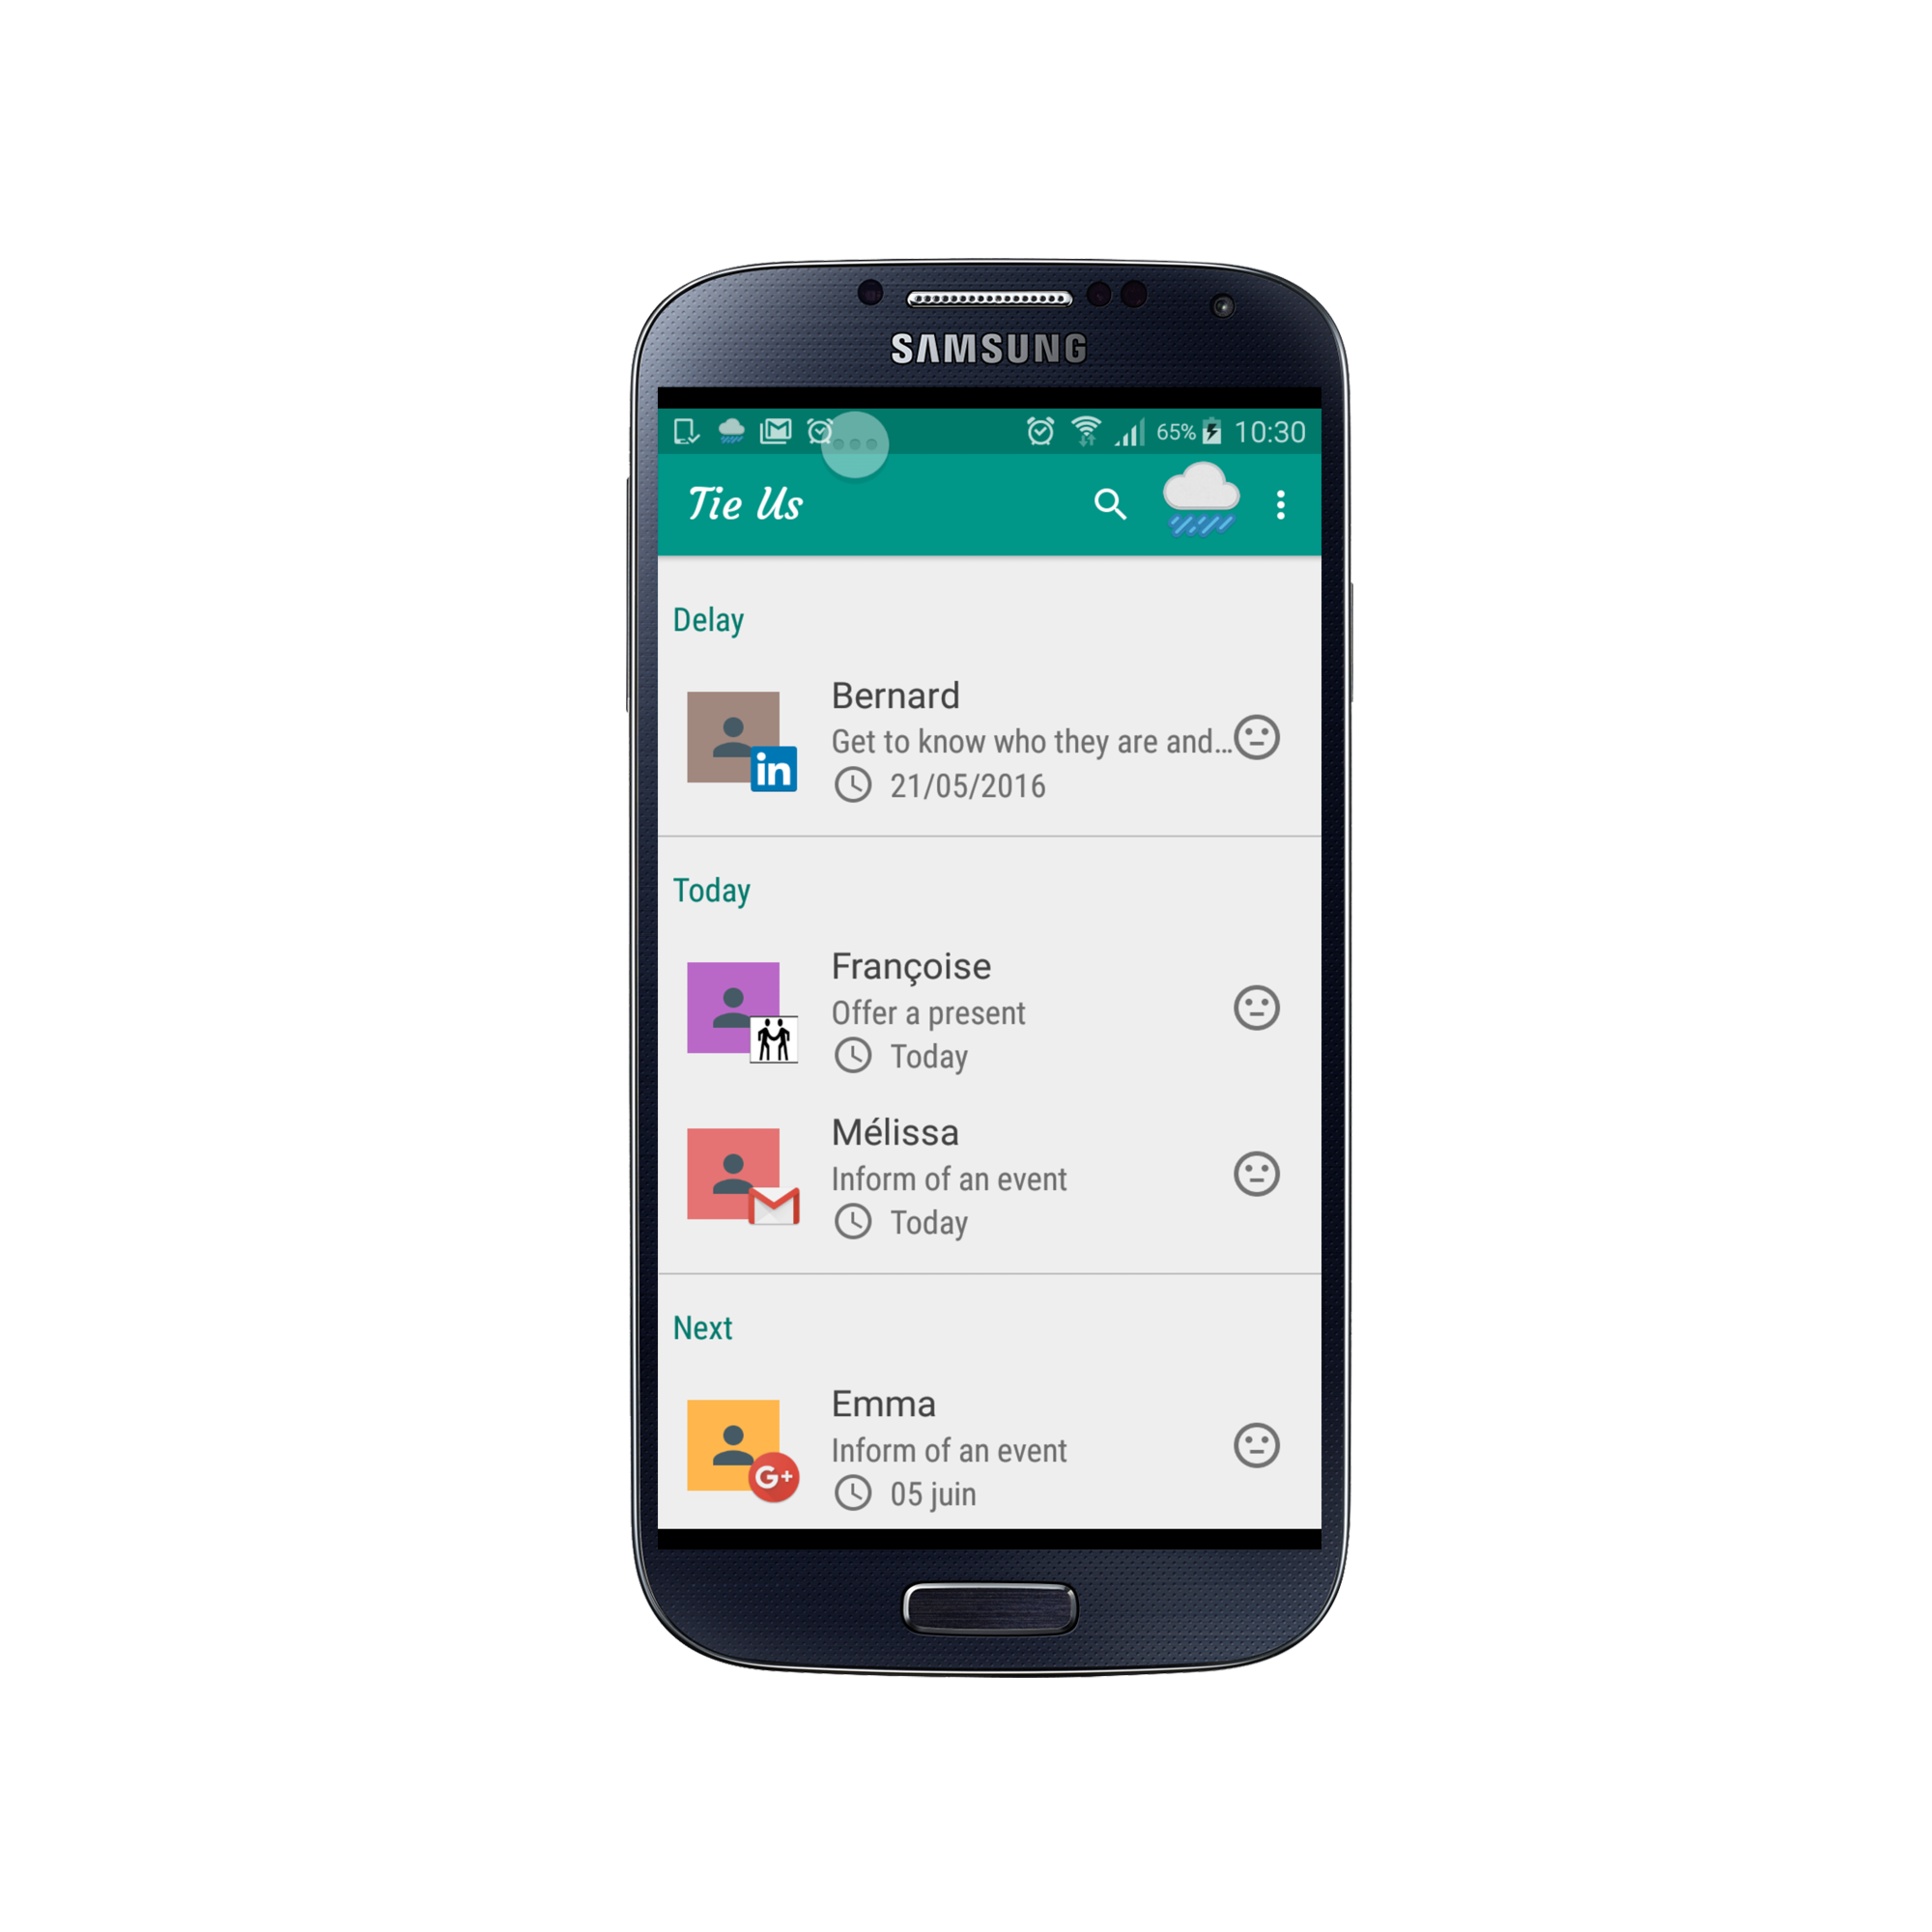 SAMSUNG
65% 10:30
Tie Us
Delay
Bernard
Get to know who they are and...
in
21/05/2016
Today
Françoise
Offer a present
Today
Mélissa
Inform of an event
Today
Next
Emma
Inform of an event
G+
05 juin